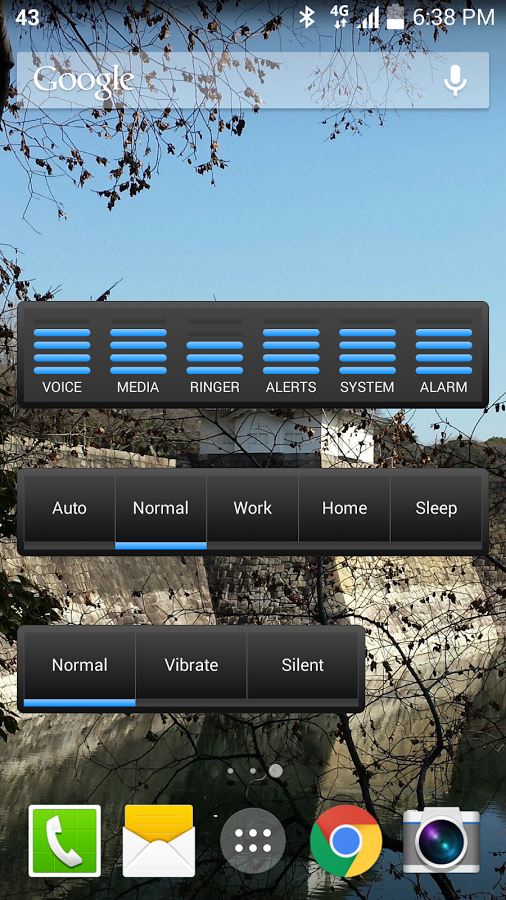 43 4G 6:38 PM
Google
VOICE MEDIA RINGER ALERTS SYSTEM ALARM
Auto Normal Work Home Sleep
Normal Vibrate Silent